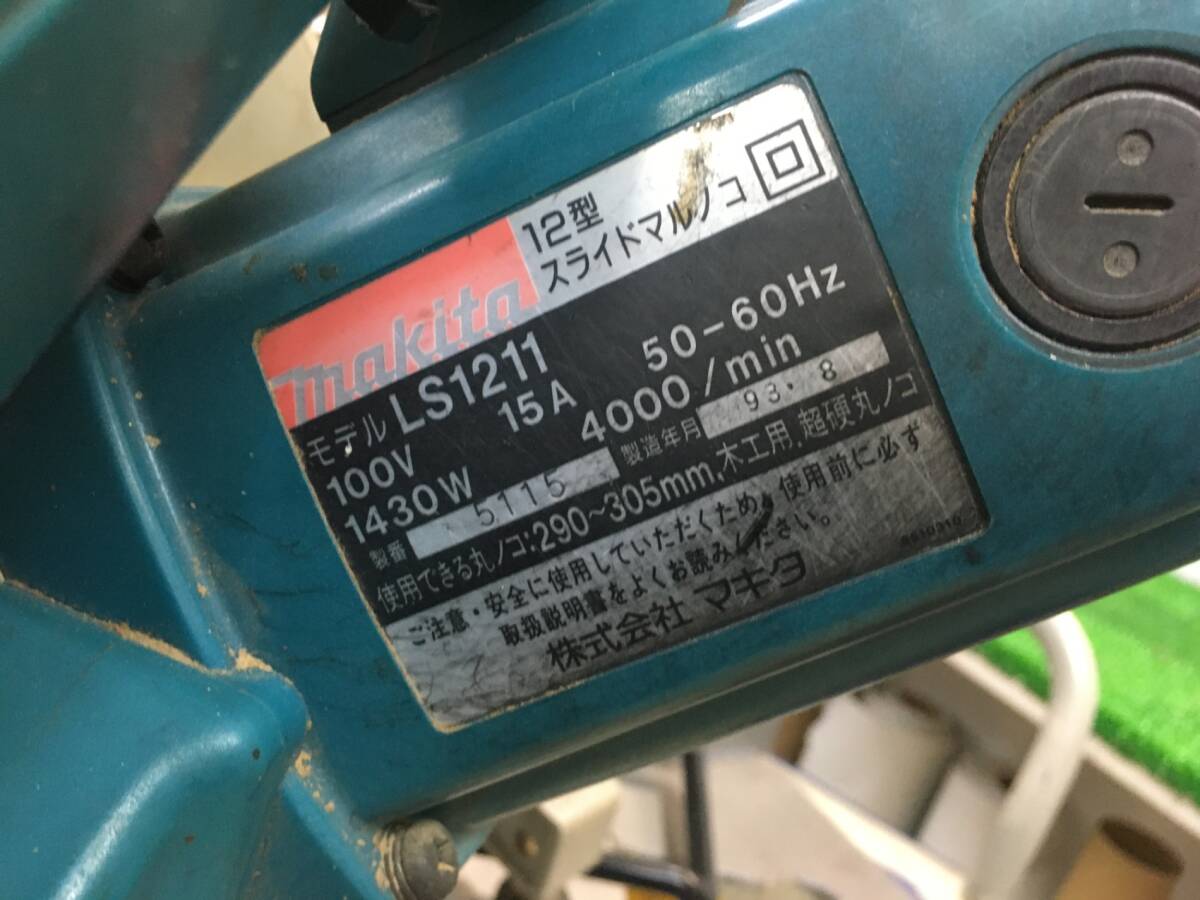 makita
12型
スライドマルノコ
モデル LS1211
100V 15A 50-60Hz
1430W 4000/min
製番 5115 製造年月 93.8
使用できる丸ノコ:290~305mm,木工用,超硬丸ノコ
ご注意・安全に使用していただくため。使用前に必ず
取扱説明書をよくお読みください。
株式会社 マキタ